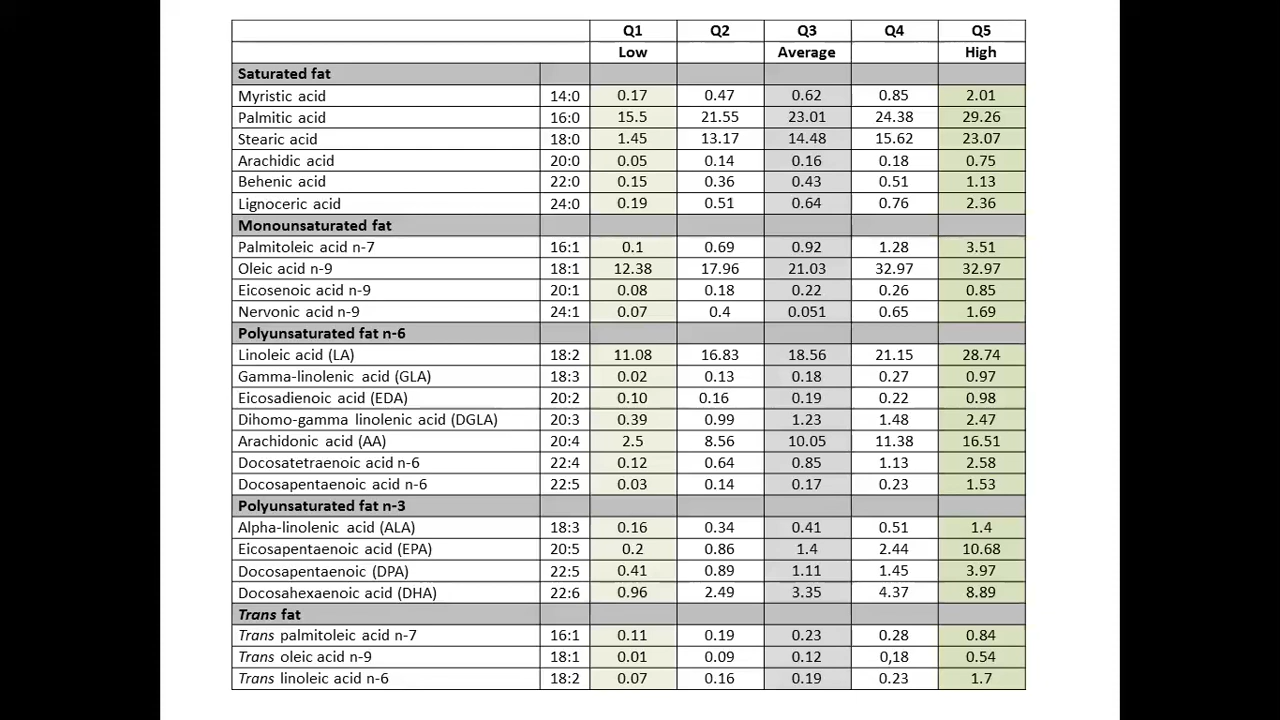 Q1 Q2 Q3 Q4 Q5
Low Average High
Saturated fat
Myristic acid 14:0 0.17 0.47 0.62 0.85 2.01
Palmitic acid 16:0 15.5 21.55 23.01 24.38 29.26
Stearic acid 18:0 1.45 13.17 14.48 15.62 23.07
Arachidic acid 20:0 0.05 0.14 0.16 0.18 0.75
Behenic acid 22:0 0.15 0.36 0.43 0.51 1.13
Lignoceric acid 24:0 0.19 0.51 0.64 0.76 2.36
Monounsaturated fat
Palmitoleic acid n-7 16:1 0.1 0.69 0.92 1.28 3.51
Oleic acid n-9 18:1 12.38 17.96 21.03 32.97 32.97
Eicosenoic acid n-9 20:1 0.08 0.18 0.22 0.26 0.85
Nervonic acid n-9 24:1 0.07 0.4 0.051 0.65 1.69
Polyunsaturated fat n-6
Linoleic acid (LA) 18:2 11.08 16.83 18.56 21.15 28.74
Gamma-linolenic acid (GLA) 18:3 0.02 0.13 0.18 0.27 0.97
Eicosadienoic acid (EDA) 20:2 0.10 0.16 0.19 0.22 0.98
Dihomo-gamma linolenic acid (DGLA) 20:3 0.39 0.99 1.23 1.48 2.47
Arachidonic acid (AA) 20:4 2.5 8.56 10.05 11.38 16.51
Docosatetraenoic acid n-6 22:4 0.12 0.64 0.85 1.13 2.58
Docosapentaenoic acid n-6 22:5 0.03 0.14 0.17 0.23 1.53
Polyunsaturated fat n-3
Alpha-linolenic acid (ALA) 18:3 0.16 0.34 0.41 0.51 1.4
Eicosapentaenoic acid (EPA) 20:5 0.2 0.86 1.4 2.44 10.68
Docosapentaenoic (DPA) 22:5 0.41 0.89 1.11 1.45 3.97
Docosahexaenoic acid (DHA) 22:6 0.96 2.49 3.35 4.37 8.89
Trans fat
Trans palmitoleic acid n-7 16:1 0.11 0.19 0.23 0.28 0.84
Trans oleic acid n-9 18:1 0.01 0.09 0.12 0,18 0.54
Trans linoleic acid n-6 18:2 0.07 0.16 0.19 0.23 1.7